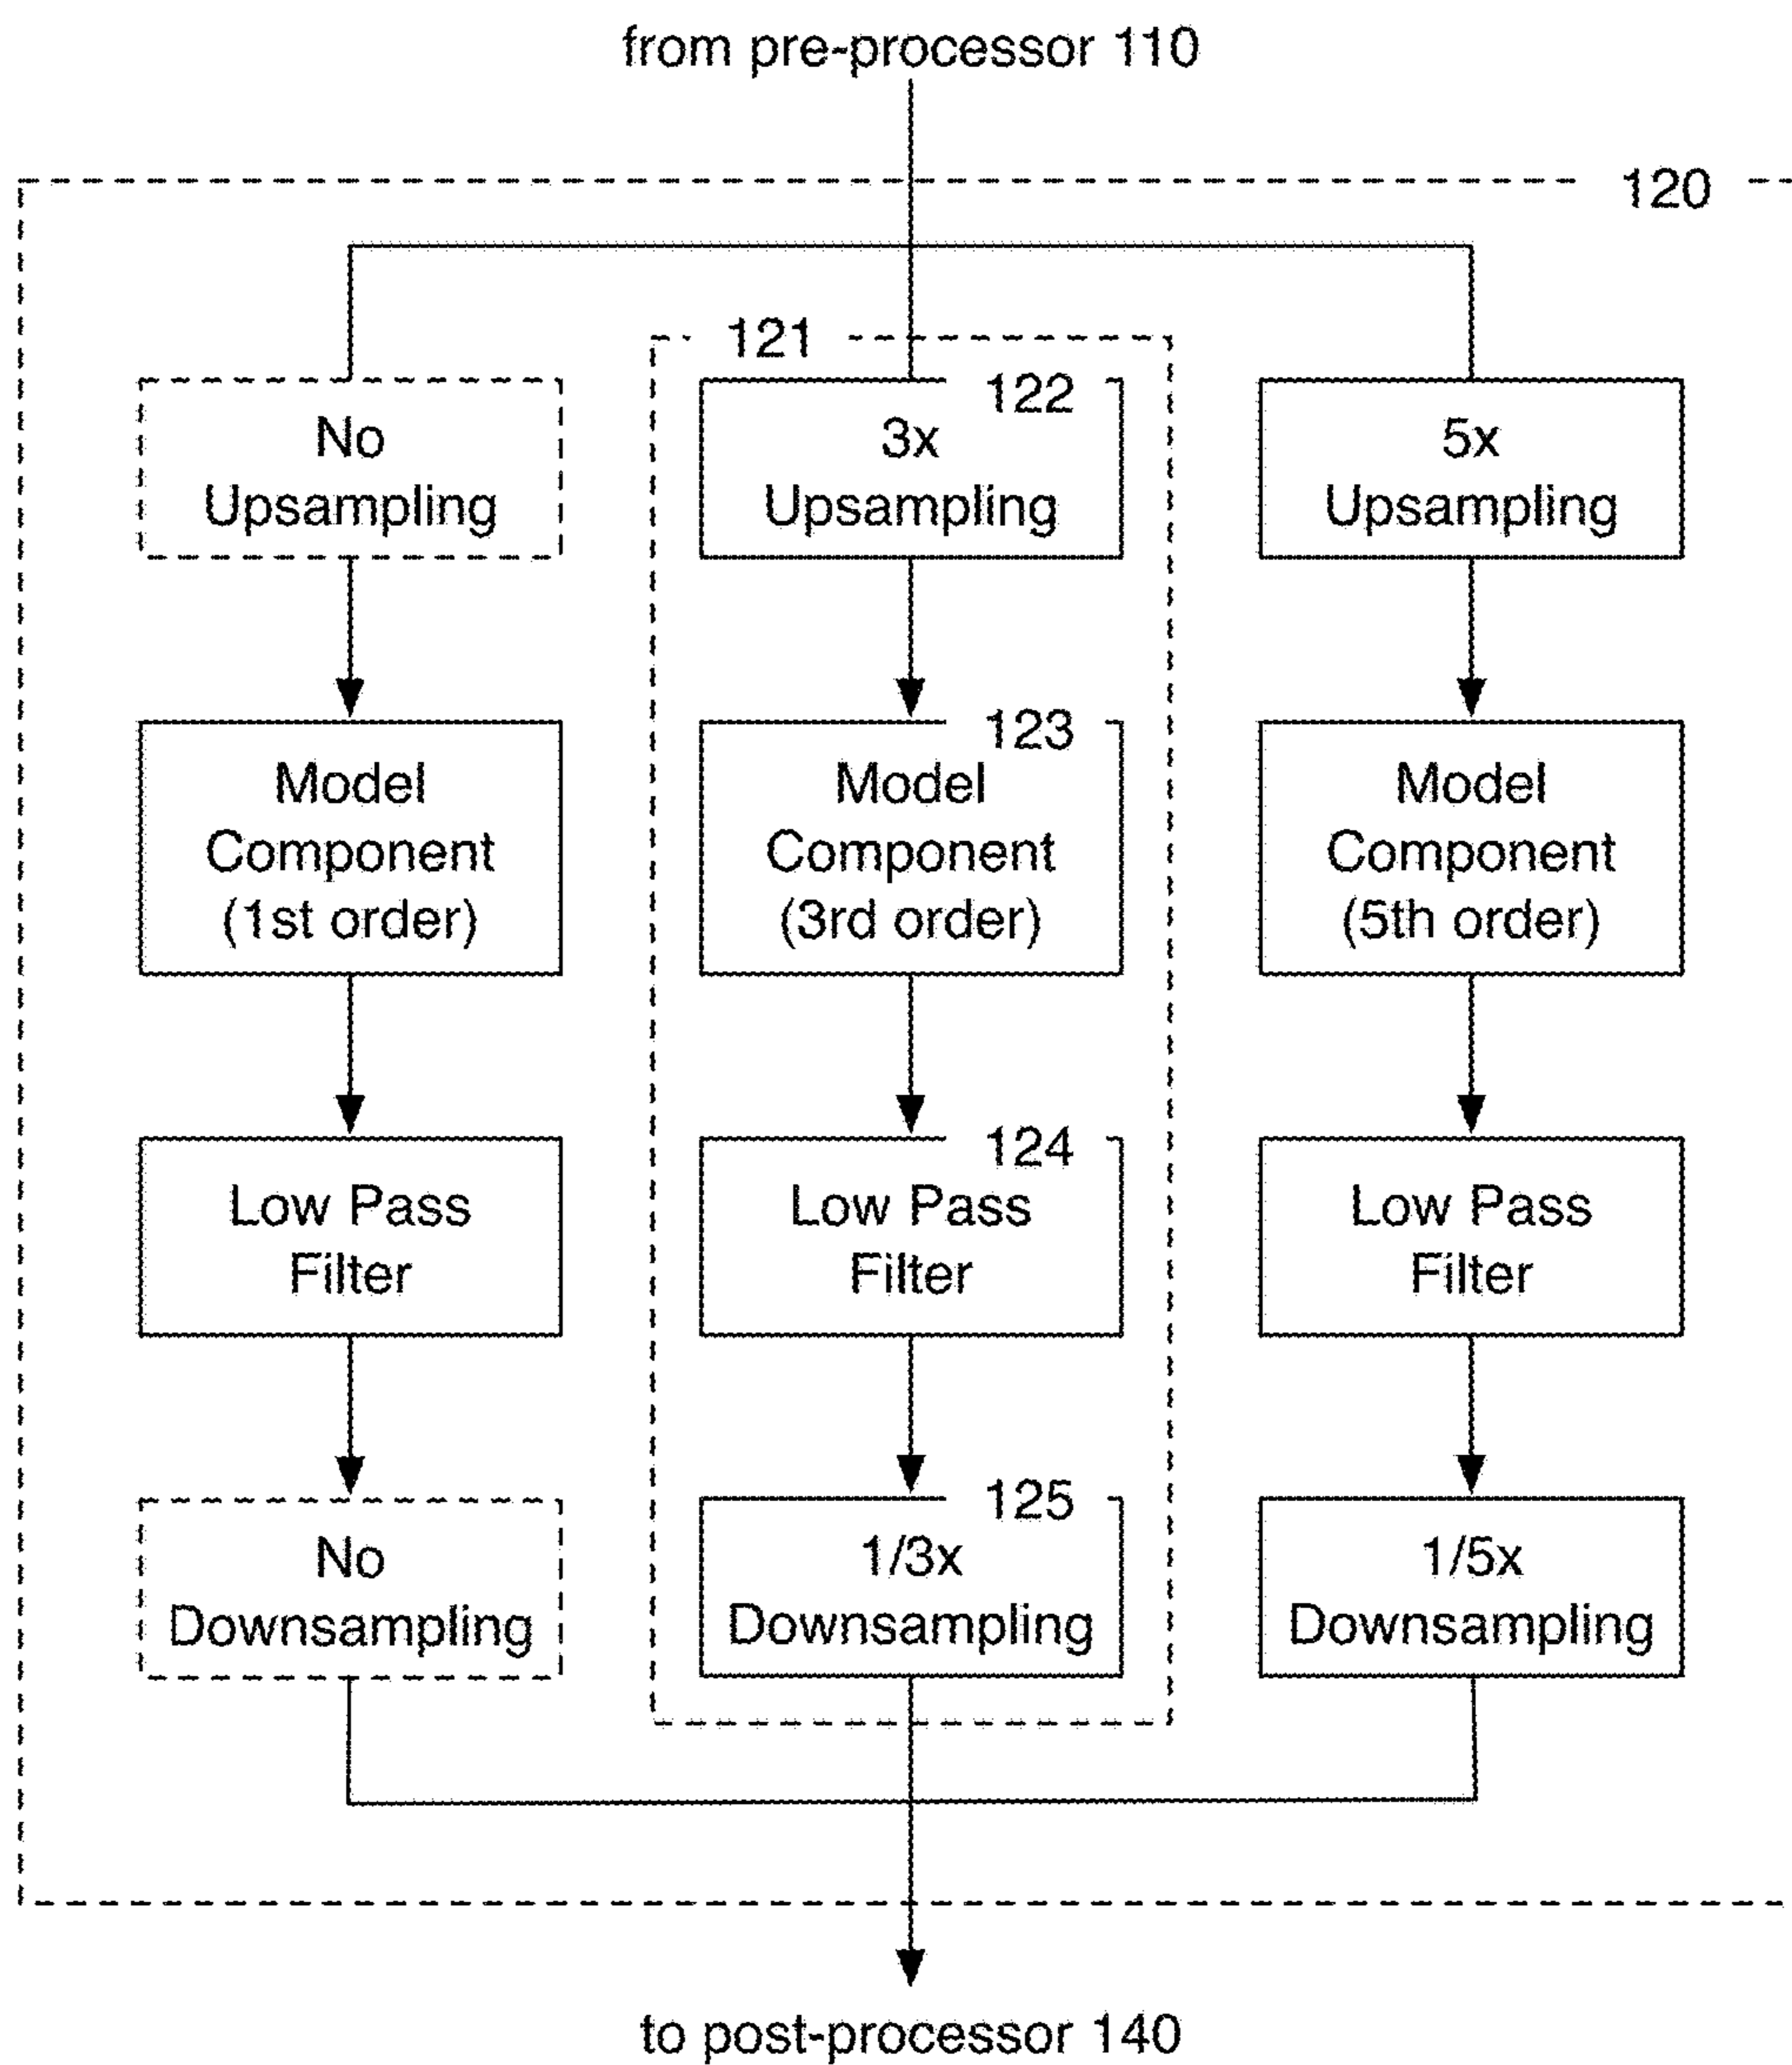 from pre-processor 110
120
121
No
Upsampling
122
3x
Upsampling
5x
Upsampling
Model
Component
(1st order)
123
Model
Component
(3rd order)
Model
Component
(5th order)
Low Pass
Filter
124
Low Pass
Filter
Low Pass
Filter
No
Downsampling
125
1/3x
Downsampling
1/5x
Downsampling
to post-processor 140